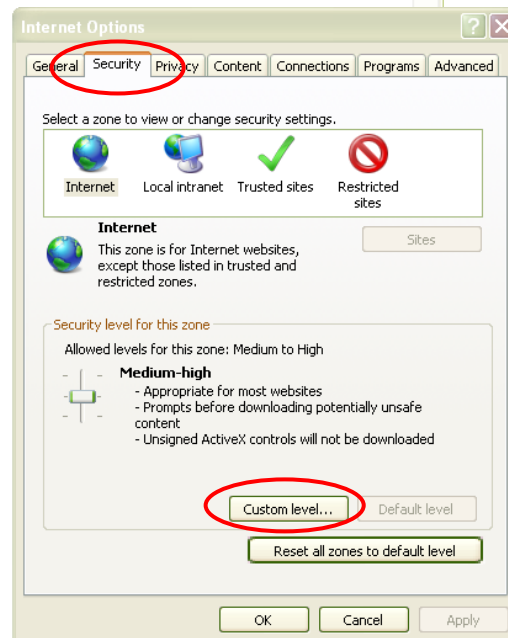 Internet Options
General Security Privacy Content Connections Programs Advanced
Select a zone to view or change security settings.
Internet Local intranet Trusted sites Restricted
sites
Internet
Sites
This zone is for Internet websites,
except those listed in trusted and
restricted zones.
Security level for this zone
Allowed levels for this zone: Medium to High
Medium-high
- Appropriate for most websites
- Prompts before downloading potentially unsafe
content
- Unsigned ActiveX controls will not be downloaded
Custom level... Default level
Reset all zones to default level
OK Cancel Apply